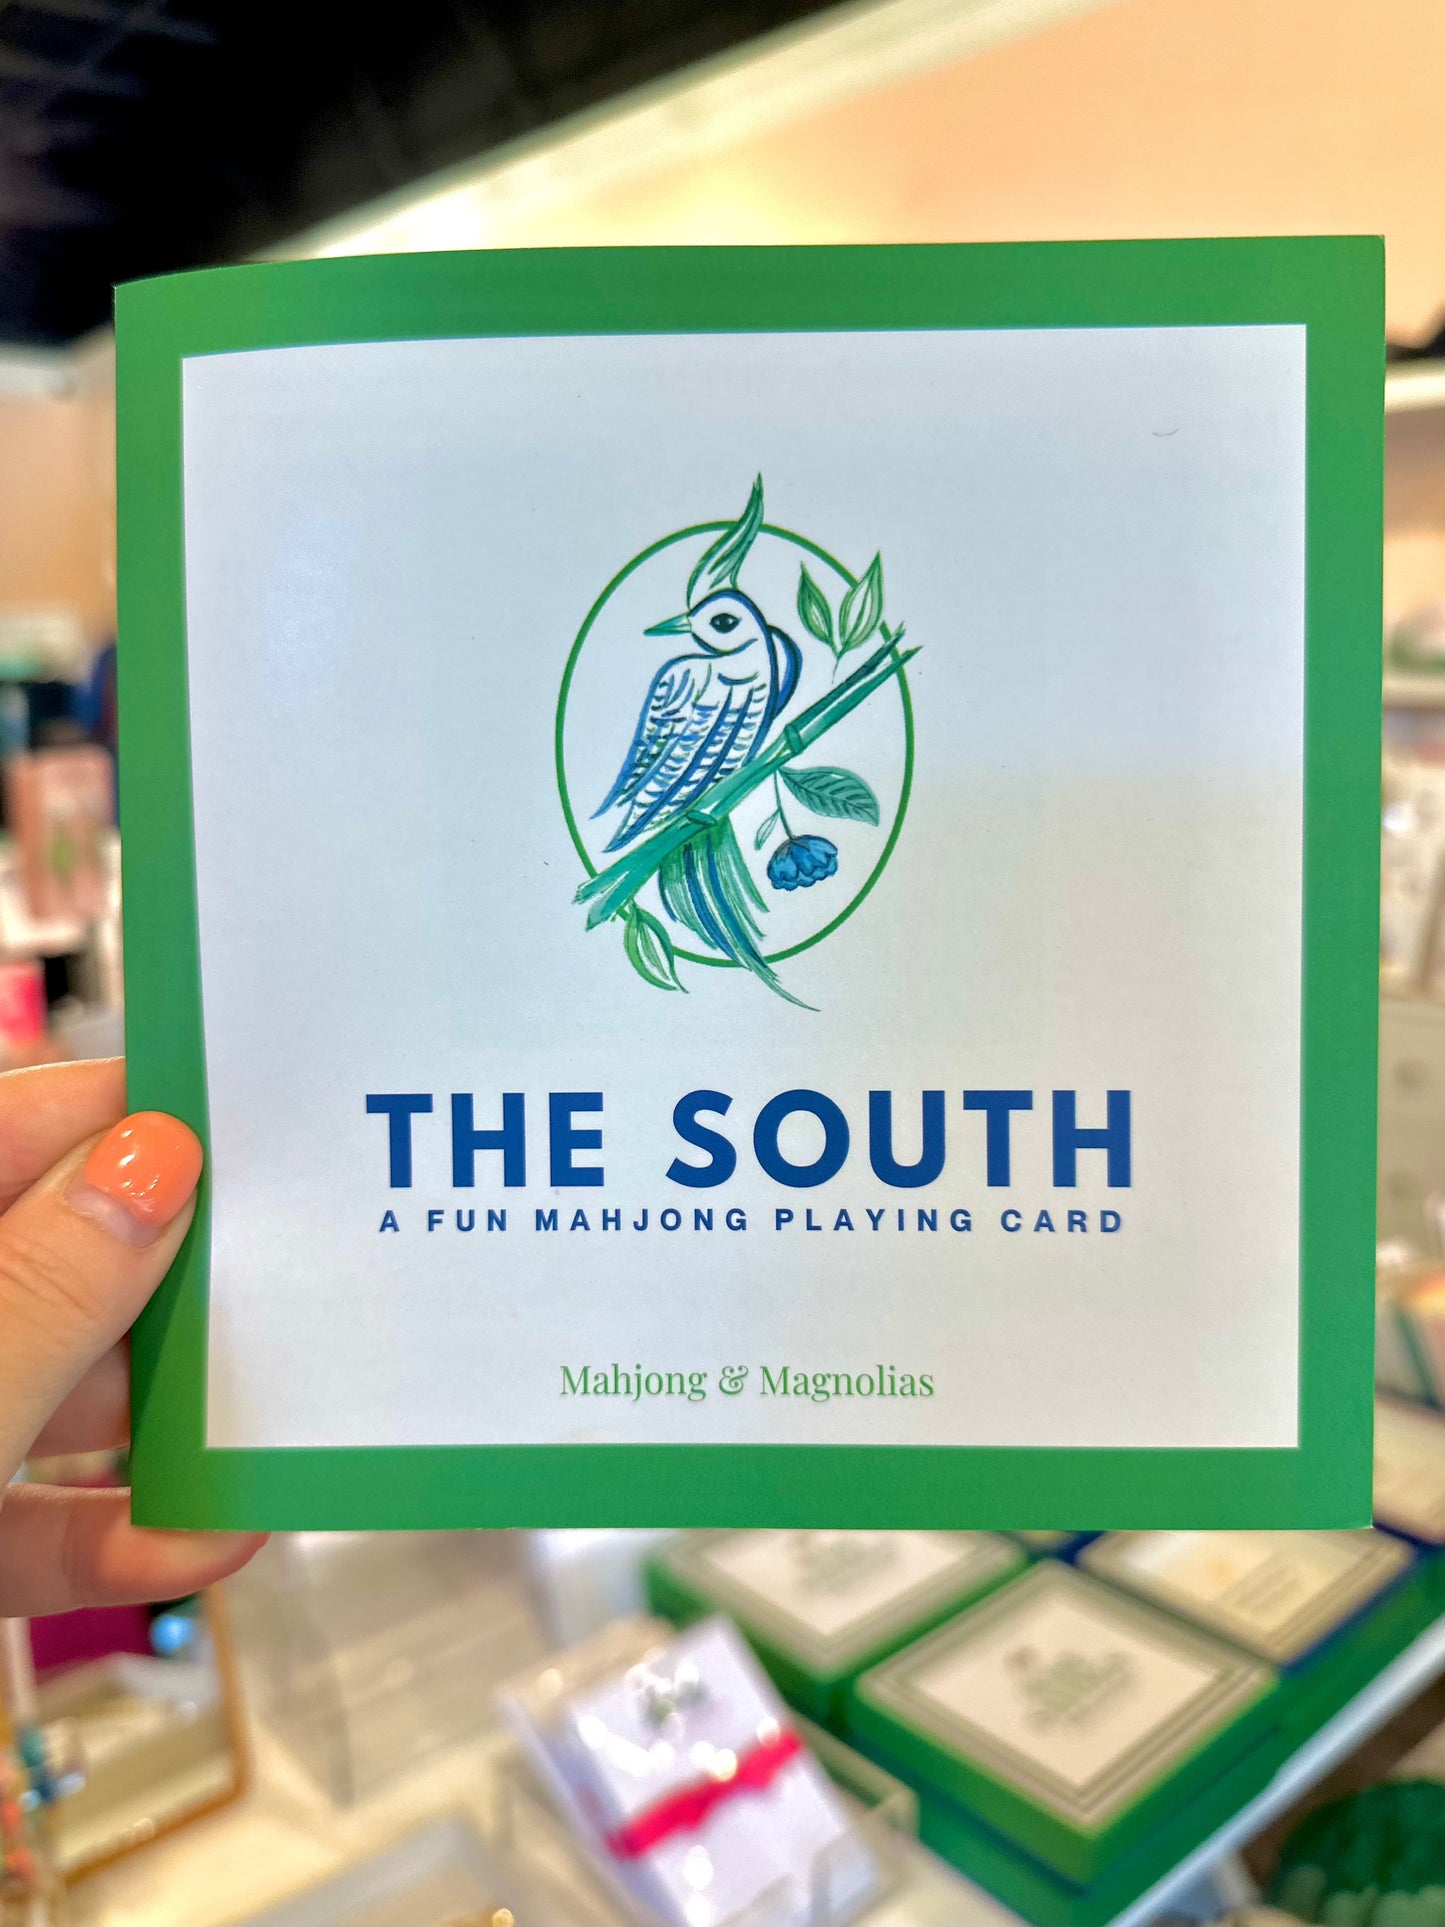 THE SOUTH
A FUN MAHJONG PLAYING CARD
Mahjong & Magnolias